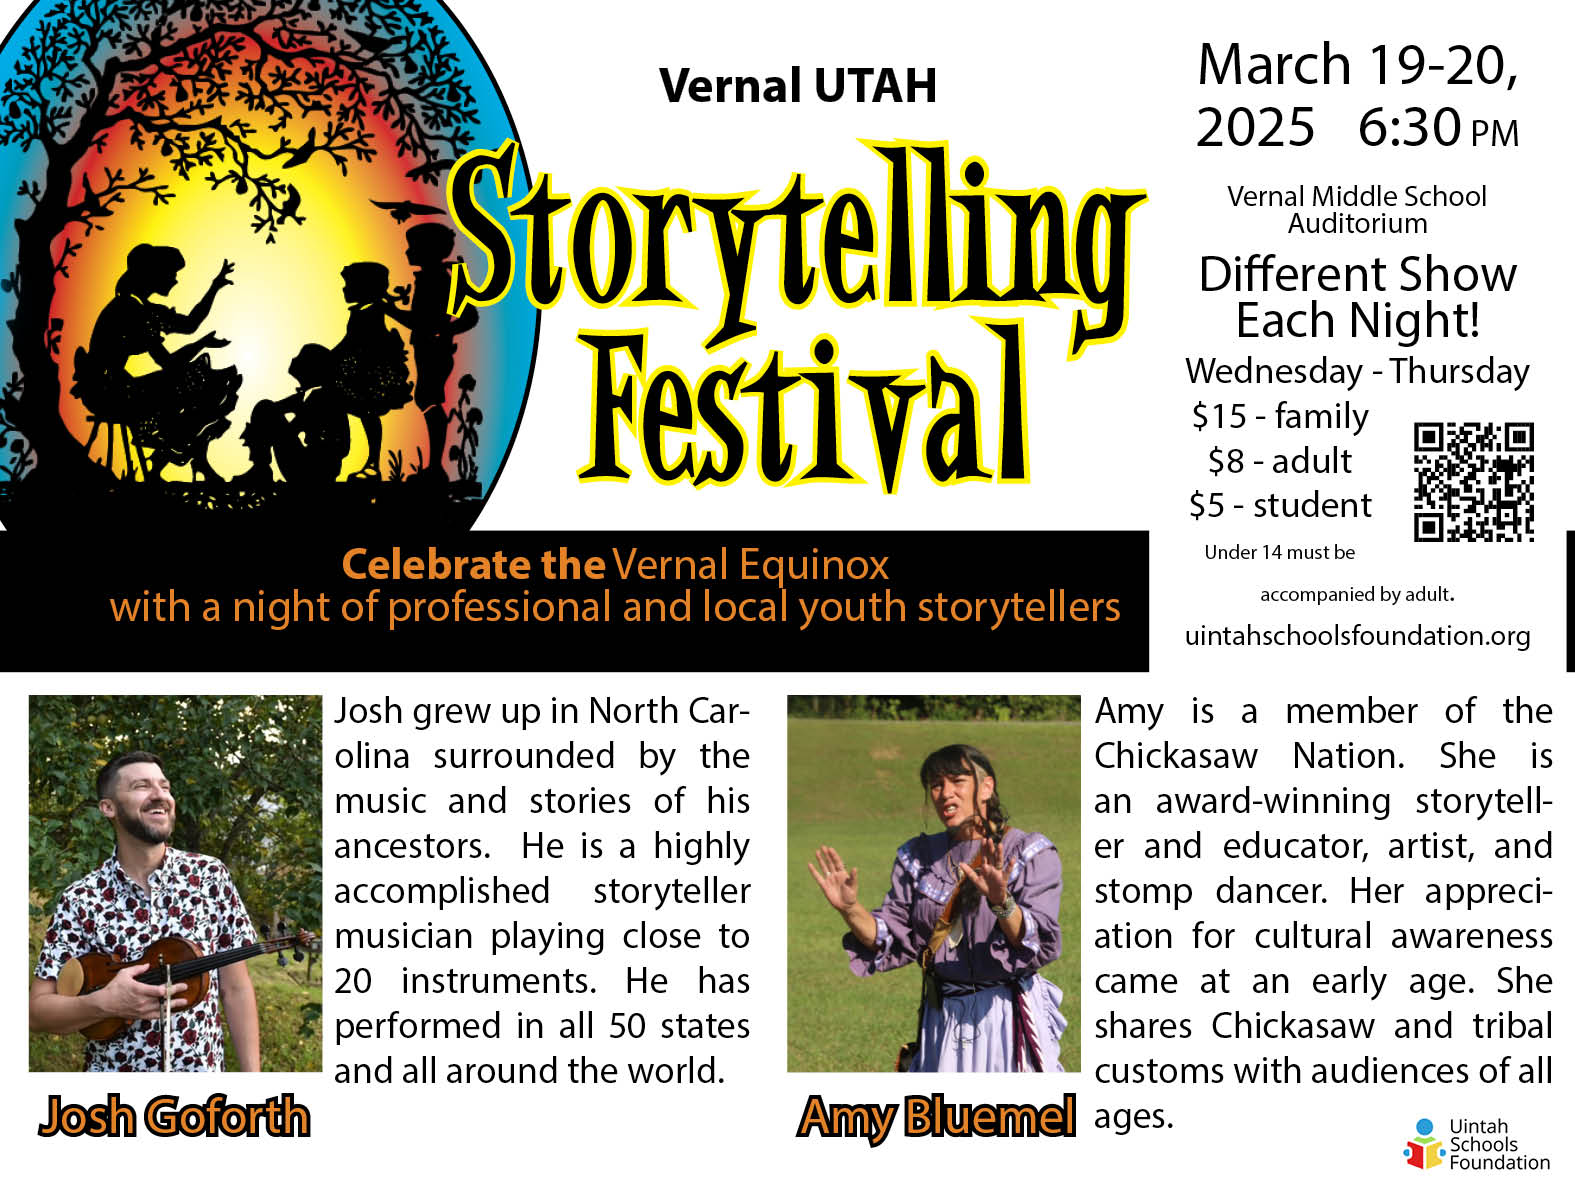 Vernal UTAH
Storytelling
Festival
March 19-20,
2025 6:30 PM
Vernal Middle School
Auditorium
Different Show
Each Night!
Wednesday - Thursday
$15 - family
$8 - adult
$5 - student
Under 14 must be
accompanied by adult.
uintahschoolsfoundation.org
Celebrate the Vernal Equinox
with a night of professional and local youth storytellers
Josh grew up in North Car-
olina surrounded by the
music and stories of his
ancestors. He is a highly
accomplished storyteller
musician playing close to
20 instruments. He has
performed in all 50 states
and all around the world.
Josh Goforth
Amy is a member of the
Chickasaw Nation. She is
an award-winning storytell-
er and educator, artist, and
stomp dancer. Her appreci-
ation for cultural awareness
came at an early age. She
shares Chickasaw and tribal
customs with audiences of all
ages.
Amy Bluemel
Uintah
Schools
Foundation